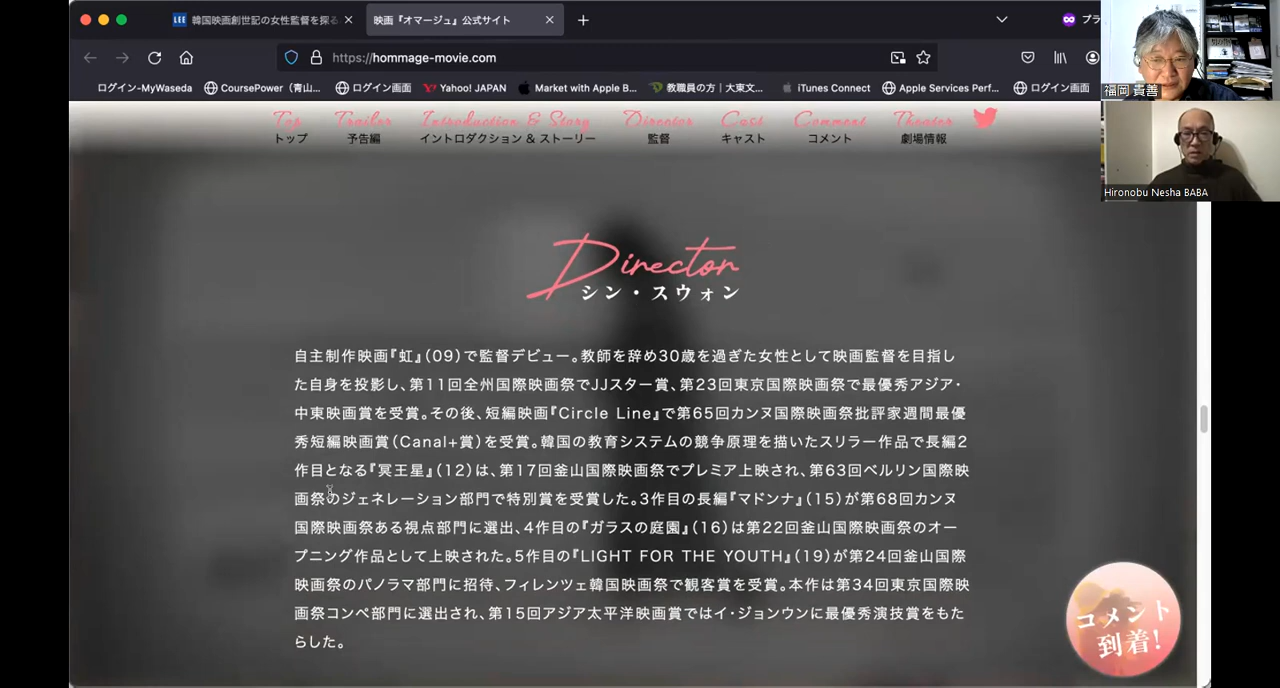 韓国映画創世記の女性監督を探る
映画『オマージュ』公式サイト
プラ
https://hommage-movie.com
ログイン-MyWaseda
CoursePower（青山...
ログイン画面
Yahoo! JAPAN
Market with Apple B...
教職員の方｜大東文...
iTunes Connect
Apple Services Perf...
ログイン画面
福岡 貴善
Hironobu Nesha BABA
Top
Trailer
Introduction & Story
Director
Cast
Comment
Theater
トップ
予告編
イントロダクション & ストーリー
監督
キャスト
コメント
劇場情報
Director
シン・スウォン
自主制作映画『虹』（09）で監督デビュー。教師を辞め30歳を過ぎた女性として映画監督を目指し
た自身を投影し、第11回全州国際映画祭でJJスター賞、第23回東京国際映画祭で最優秀アジア・
中東映画賞を受賞。その後、短編映画『Circle Line』で第65回カンヌ国際映画祭批評家週間最優
秀短編映画賞（Canal+賞）を受賞。韓国の教育システムの競争原理を描いたスリラー作品で長編2
作目となる『冥王星』（12）は、第17回釜山国際映画祭でプレミア上映され、第63回ベルリン国際映
画祭のジェネレーション部門で特別賞を受賞した。3作目の長編『マドンナ』（15）が第68回カンヌ
国際映画祭ある視点部門に選出、4作目の『ガラスの庭園』（16）は第22回釜山国際映画祭のオー
プニング作品として上映された。5作目の『LIGHT FOR THE YOUTH』（19）が第24回釜山国際
映画祭のパノラマ部門に招待、フィレンツェ韓国映画祭で観客賞を受賞。本作は第34回東京国際映
画祭コンペ部門に選出され、第15回アジア太平洋映画賞ではイ・ジョンウンに最優秀演技賞をもた
らした。
コメント
到着!